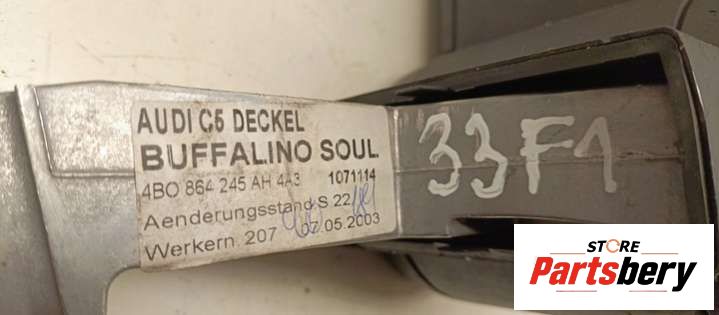 AUDI C5 DECKEL
BUFFALINO SOUL
4B0 864 245 AH 4A3 1071114
Aenderungsstand S 22
Werkern 207 02.05.2003
33F1
STORE
Partsbery